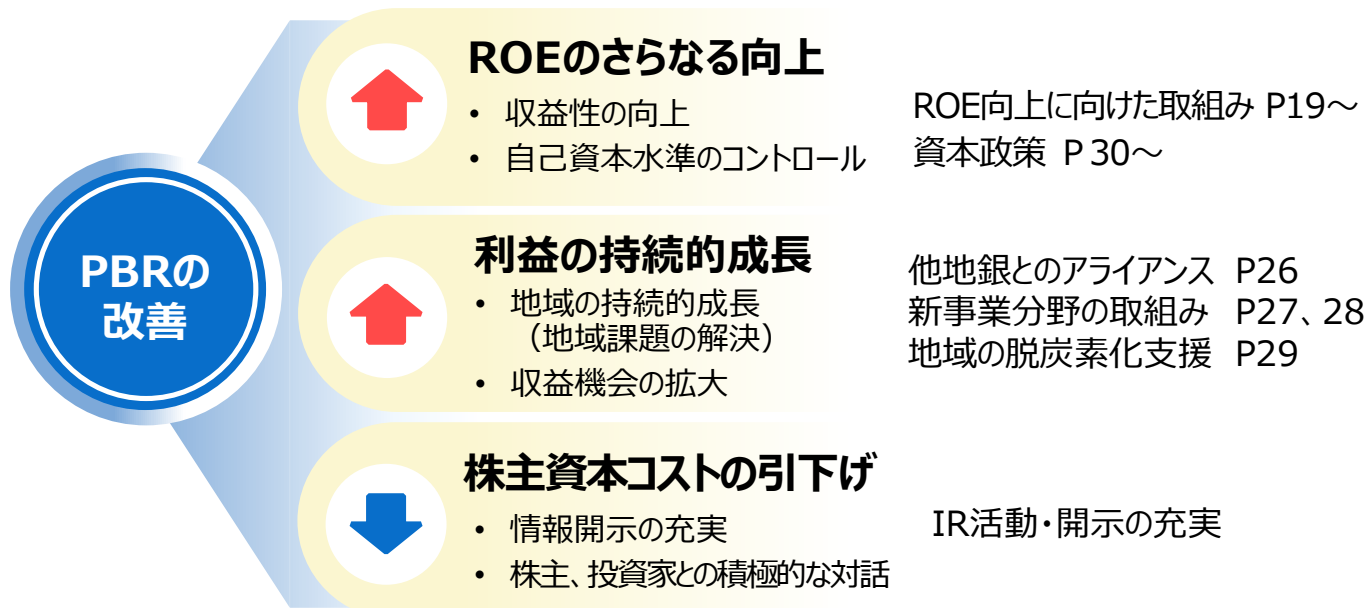 PBRの
改善
ROEのさらなる向上
• 収益性の向上
• 自己資本水準のコントロール
ROE向上に向けた取組み P19～
資本政策 P 30～
利益の持続的成長
• 地域の持続的成長
（地域課題の解決）
• 収益機会の拡大
他地銀とのアライアンス P26
新事業分野の取組み P27、28
地域の脱炭素化支援 P29
株主資本コストの引下げ
• 情報開示の充実
• 株主、投資家との積極的な対話
IR活動・開示の充実